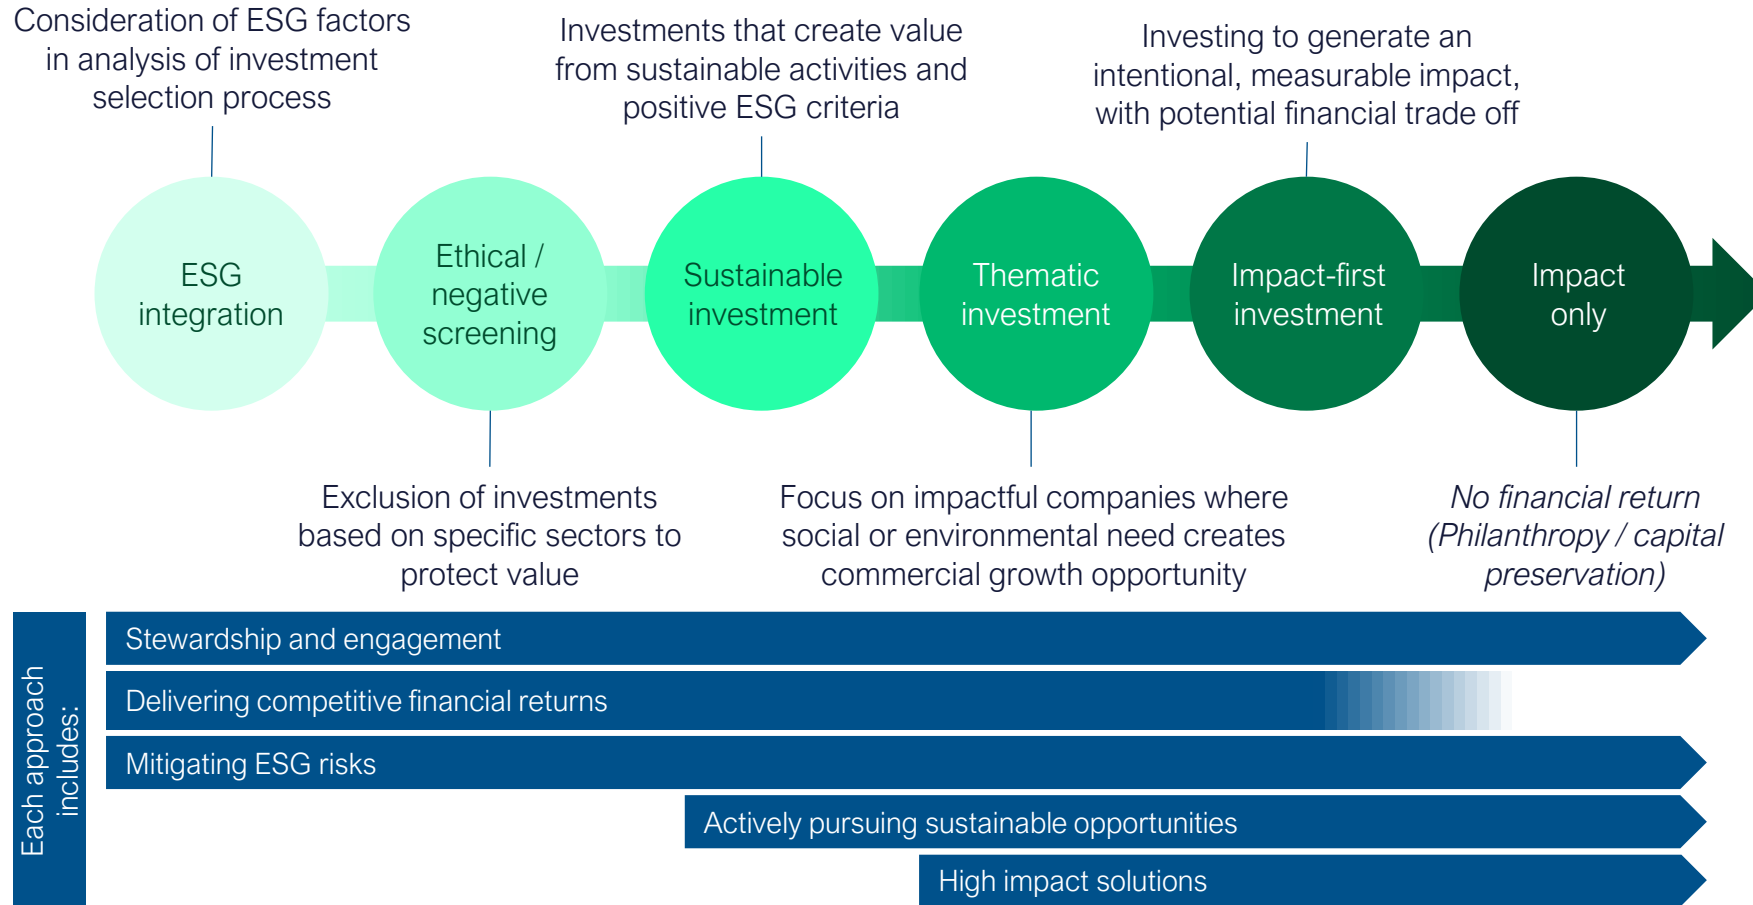 Consideration of ESG factors
in analysis of investment
selection process
Investments that create value
from sustainable activities and
positive ESG criteria
Investing to generate an
intentional, measurable impact,
with potential financial trade off
ESG
integration
Ethical /
negative
screening
Sustainable
investment
Thematic
investment
Impact-first
investment
Impact
only
Exclusion of investments
based on specific sectors to
protect value
Focus on impactful companies where
social or environmental need creates
commercial growth opportunity
No financial return
(Philanthropy / capital
preservation)
Each approach
includes:
Stewardship and engagement
Delivering competitive financial returns
Mitigating ESG risks
Actively pursuing sustainable opportunities
High impact solutions